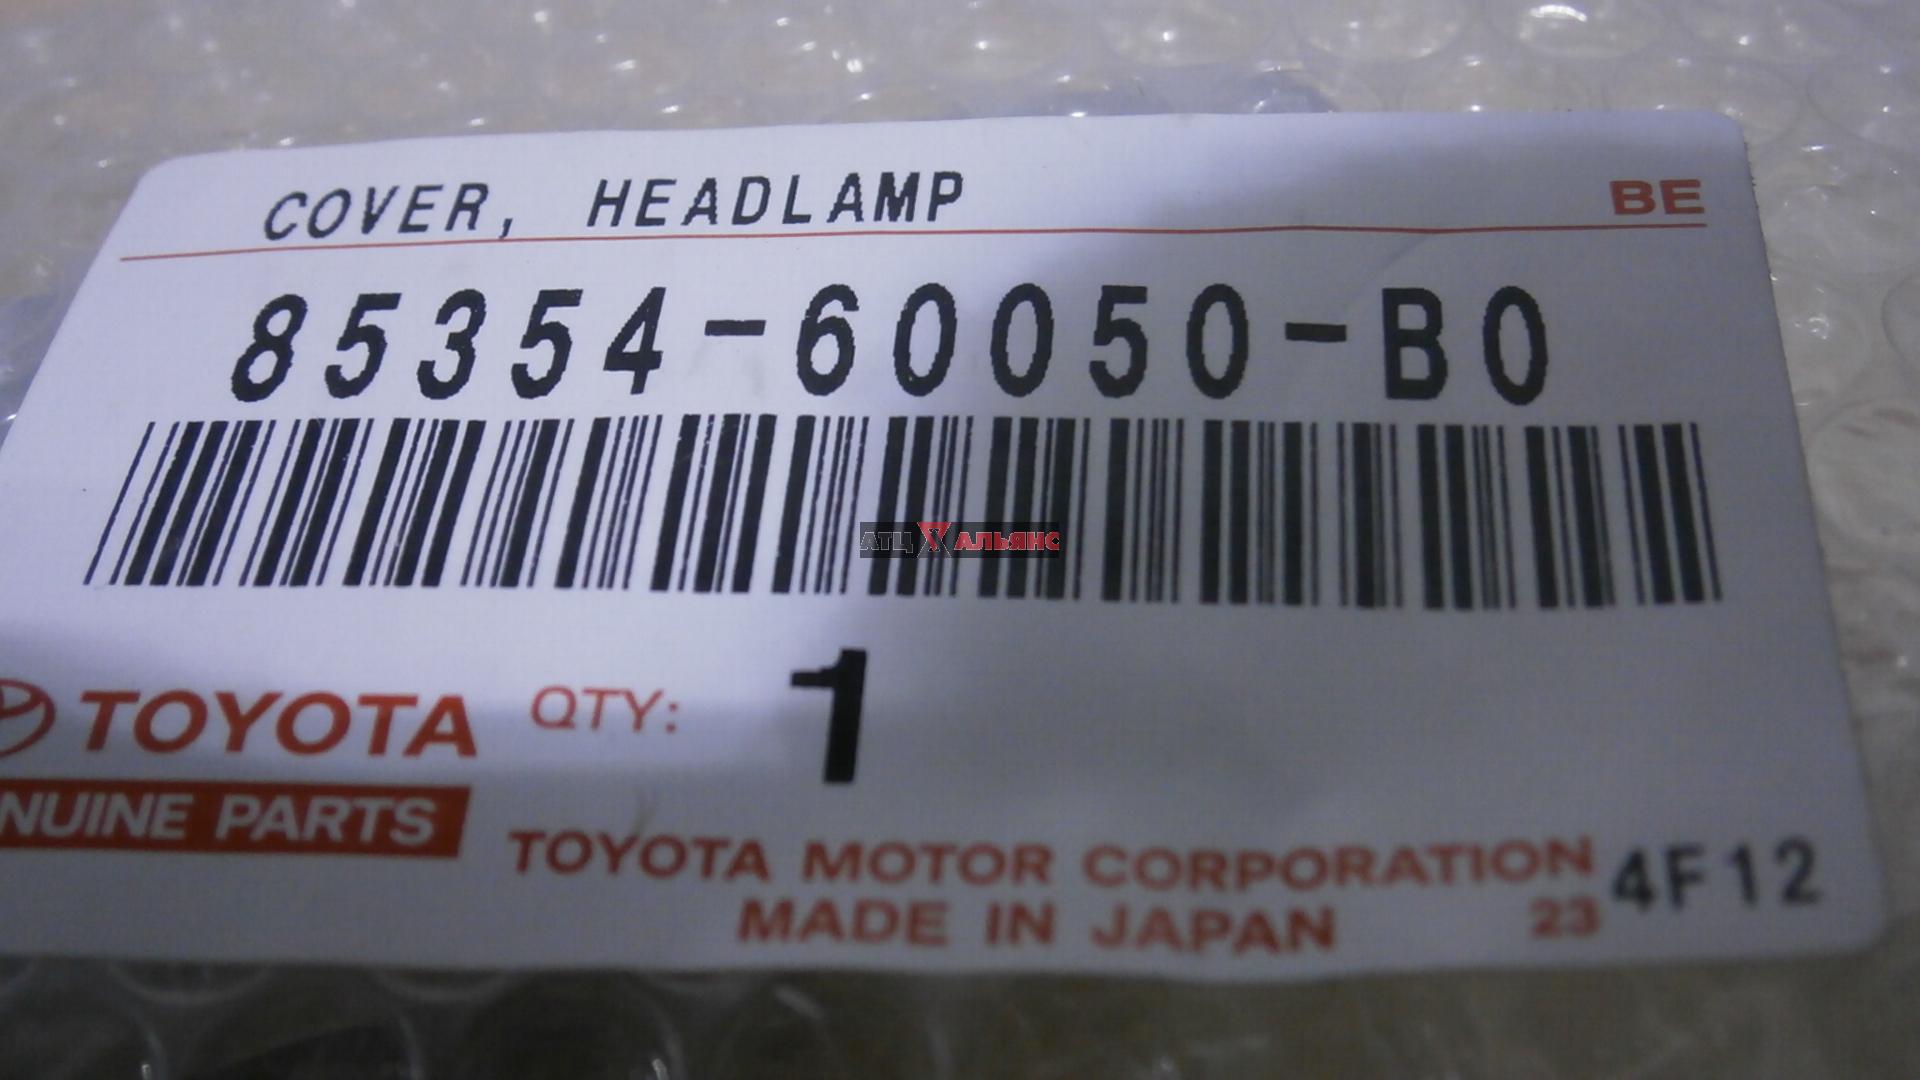 COVER, HEADLAMP BE
85354-60050-B0
АТЦ АЛЬЯНС
TOYOTA QTY: 1
NUINE PARTS
TOYOTA MOTOR CORPORATION 4F12
MADE IN JAPAN 23